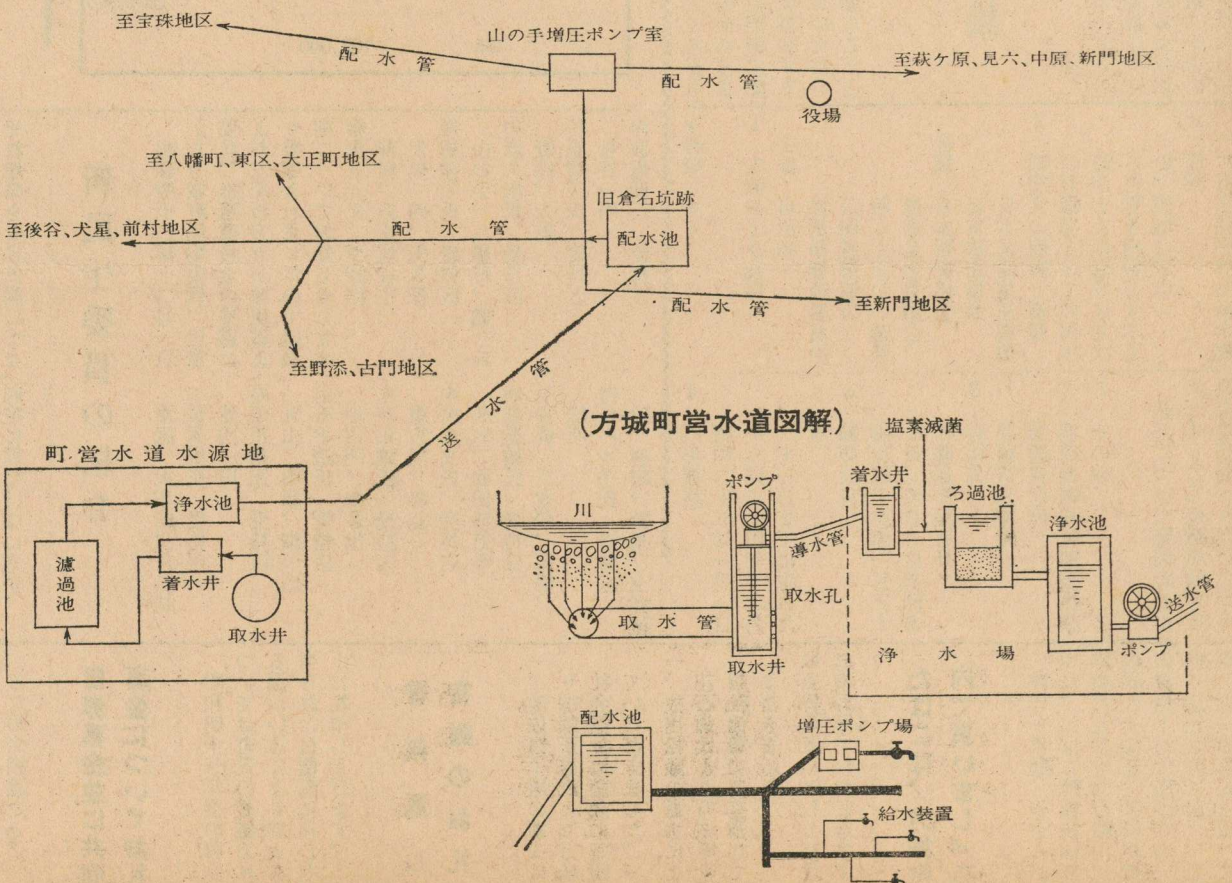 至宝珠地区
配水管
山の手増圧ポンプ室
配水管
至萩ケ原、見六、中原、新門地区
役場
至八幡町、東区、大正町地区
旧倉石坑跡
配水池
至後谷、犬星、前村地区
配水管
配水管
至新門地区
至野添、古門地区
送水管
町営水道水源地
浄水池
濾過池
着水井
取水井
(方城町営水道図解)
川
取水管
ポンプ
導水管
取水孔
取水井
着水井
塩素滅菌
ろ過池
浄水池
送水管
ポンプ
浄水場
配水池
増圧ポンプ場
給水装置